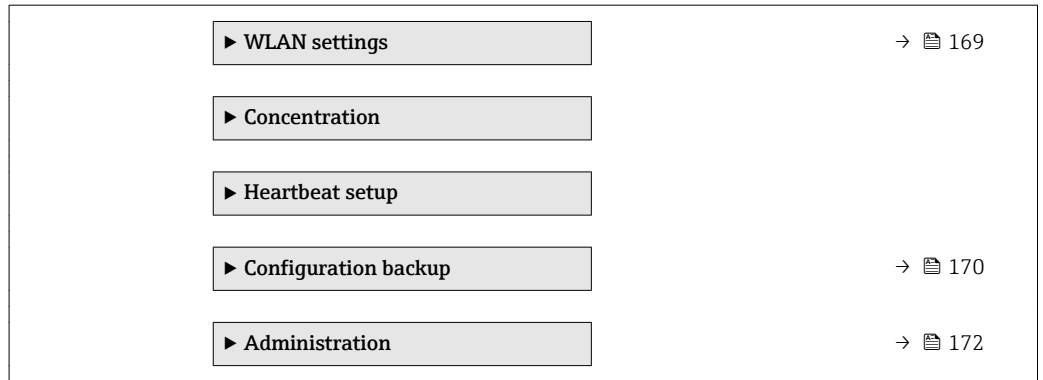 ▶ WLAN settings → 169
▶ Concentration
▶ Heartbeat setup
▶ Configuration backup → 170
▶ Administration → 172